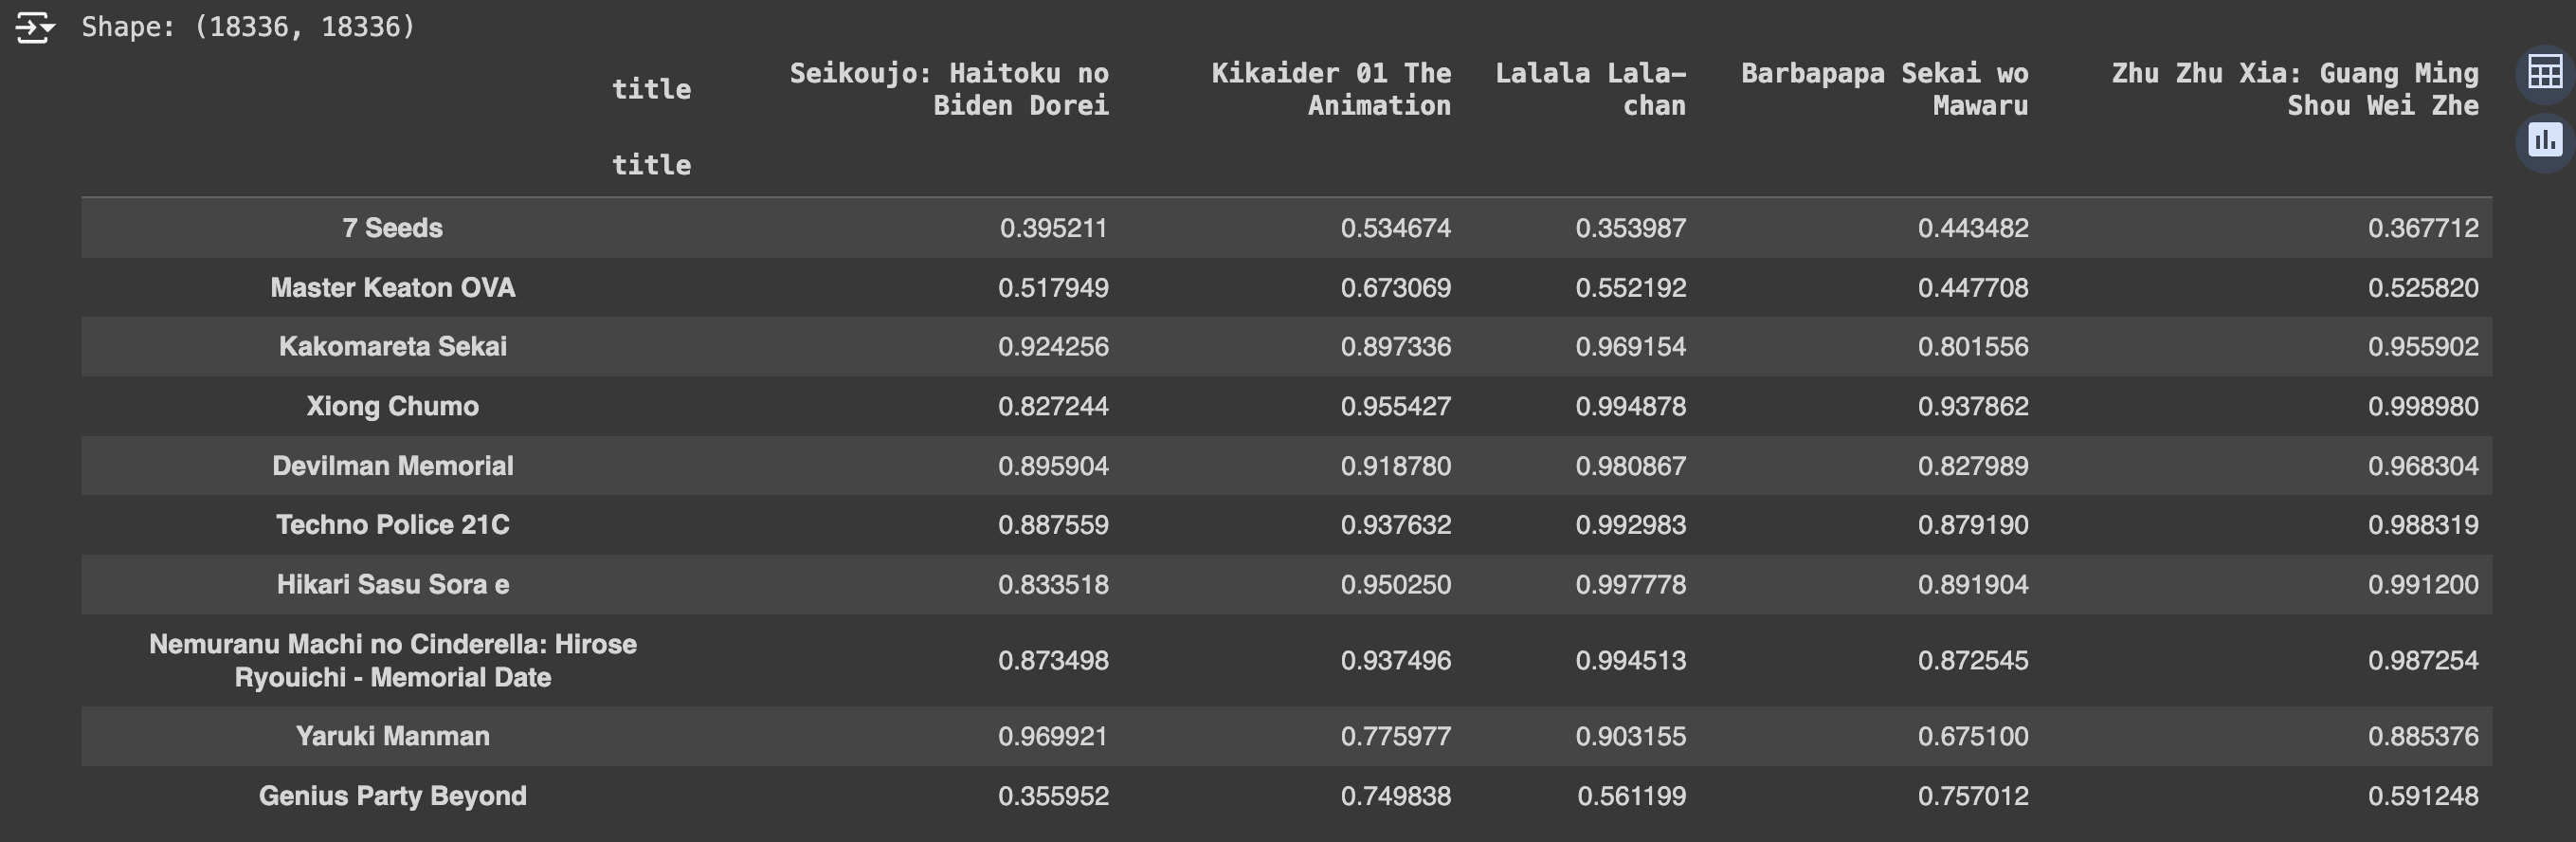 Shape: (18336, 18336)
title Seikoujo: Haitoku no Biden Dorei Kikaider 01 The Animation Lalala Lala-chan Barbapapa Sekai wo Mawaru Zhu Zhu Xia: Guang Ming Shou Wei Zhe
title
7 Seeds 0.395211 0.534674 0.353987 0.443482 0.367712
Master Keaton OVA 0.517949 0.673069 0.552192 0.447708 0.525820
Kakomareta Sekai 0.924256 0.897336 0.969154 0.801556 0.955902
Xiong Chumo 0.827244 0.955427 0.994878 0.937862 0.998980
Devilman Memorial 0.895904 0.918780 0.980867 0.827989 0.968304
Techno Police 21C 0.887559 0.937632 0.992983 0.879190 0.988319
Hikari Sasu Sora e 0.833518 0.950250 0.997778 0.891904 0.991200
Nemuranu Machi no Cinderella: Hirose Ryouichi - Memorial Date 0.873498 0.937496 0.994513 0.872545 0.987254
Yaruki Manman 0.969921 0.775977 0.903155 0.675100 0.885376
Genius Party Beyond 0.355952 0.749838 0.561199 0.757012 0.591248